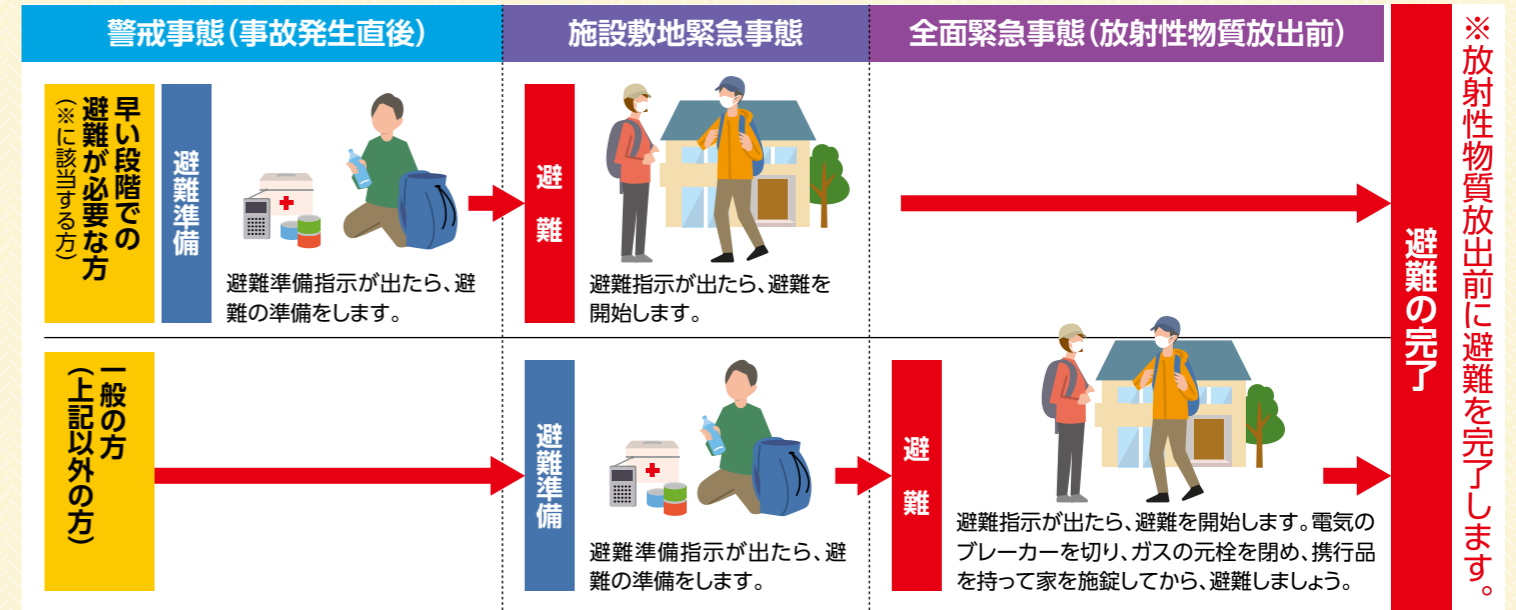 警戒事態（事故発生直後）
施設敷地緊急事態
全面緊急事態（放射性物質放出前）
早い段階での
避難が必要な方
（※に該当する方）
避難準備
避難準備指示が出たら、避
難の準備をします。
避難
避難指示が出たら、避難を
開始します。
一般の方
（上記以外の方）
避難準備
避難準備指示が出たら、避
難の準備をします。
避難
避難指示が出たら、避難を開始します。電気の
ブレーカーを切り、ガスの元栓を閉め、携行品
を持って家を施錠してから、避難しましょう。
避難の完了
※放射性物質放出前に避難を完了します。